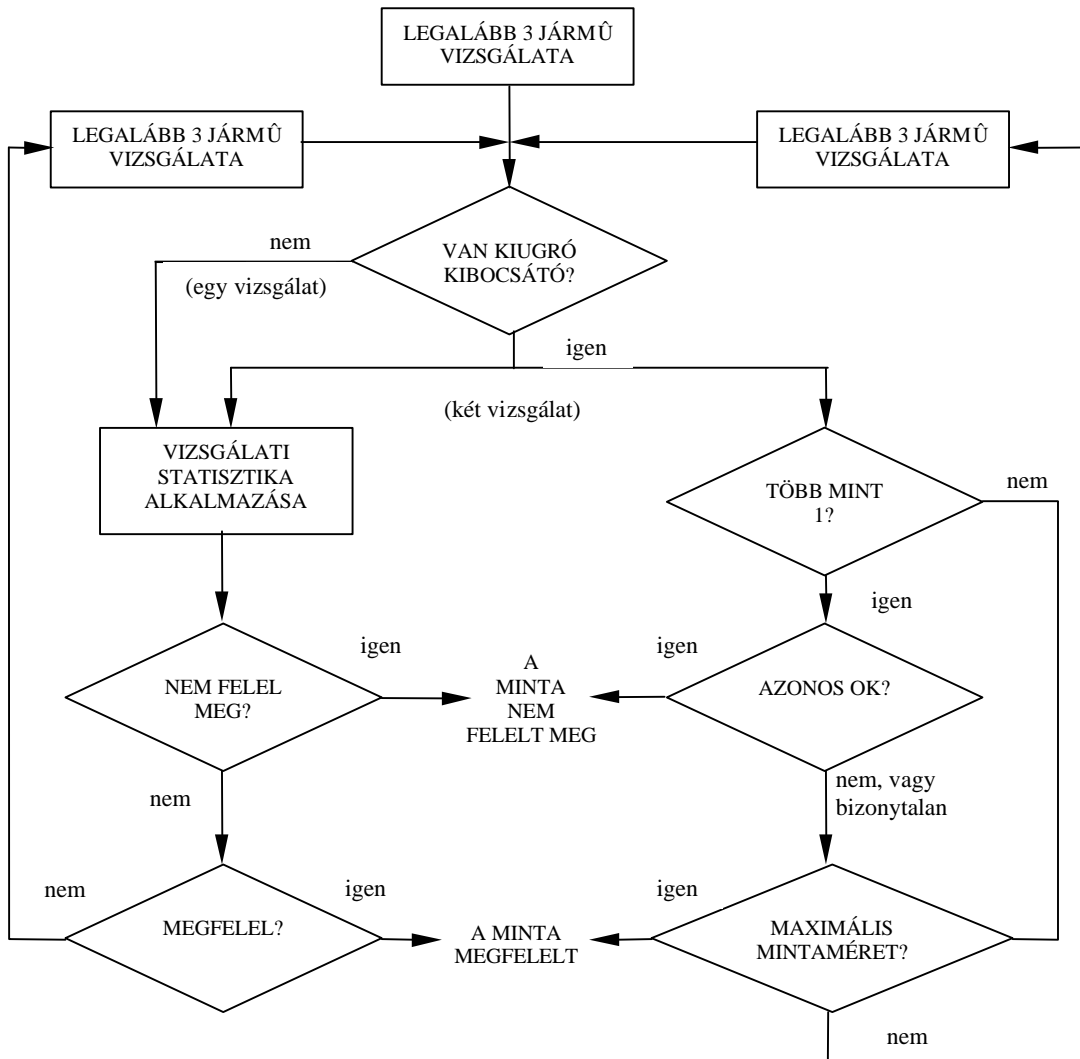 LEGALÁBB 3 JÁRMÛ
VIZSGÁLATA
LEGALÁBB 3 JÁRMÛ
VIZSGÁLATA
LEGALÁBB 3 JÁRMÛ
VIZSGÁLATA
nem
(egy vizsgálat)
VAN KIUGRÓ
KIBOCSÁTÓ?
igen
(két vizsgálat)
VIZSGÁLATI
STATISZTIKA
ALKALMAZÁSA
TÖBB MINT
1?
nem
igen
NEM FELEL
MEG?
igen
A
MINTA
NEM
FELELT MEG
igen
AZONOS OK?
nem
nem, vagy
bizonytalan
nem
MEGFELEL?
igen
A MINTA
MEGFELELT
igen
MAXIMÁLIS
MINTAMÉRET?
nem